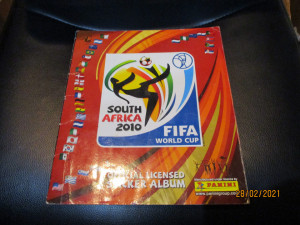 SOUTH
AFRICA
2010
FIFA
WORLD CUP
OFFICIAL LICENSED
STICKER ALBUM
PANINI
28/02/2021